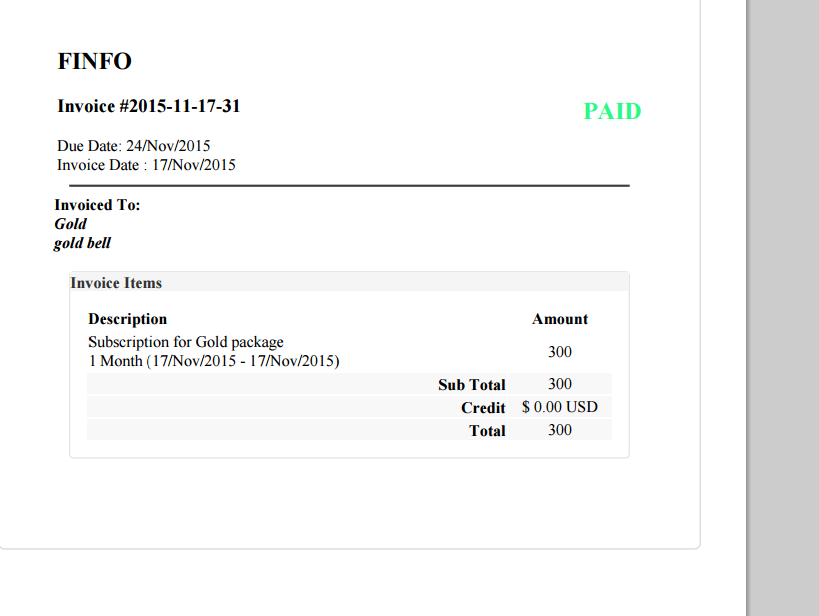 FINFO
Invoice #2015-11-17-31
PAID
Due Date: 24/Nov/2015
Invoice Date : 17/Nov/2015
Invoiced To:
Gold
gold bell
Invoice Items
Description Amount
Subscription for Gold package
1 Month (17/Nov/2015 - 17/Nov/2015)
300
Sub Total 300
Credit $ 0.00 USD
Total 300